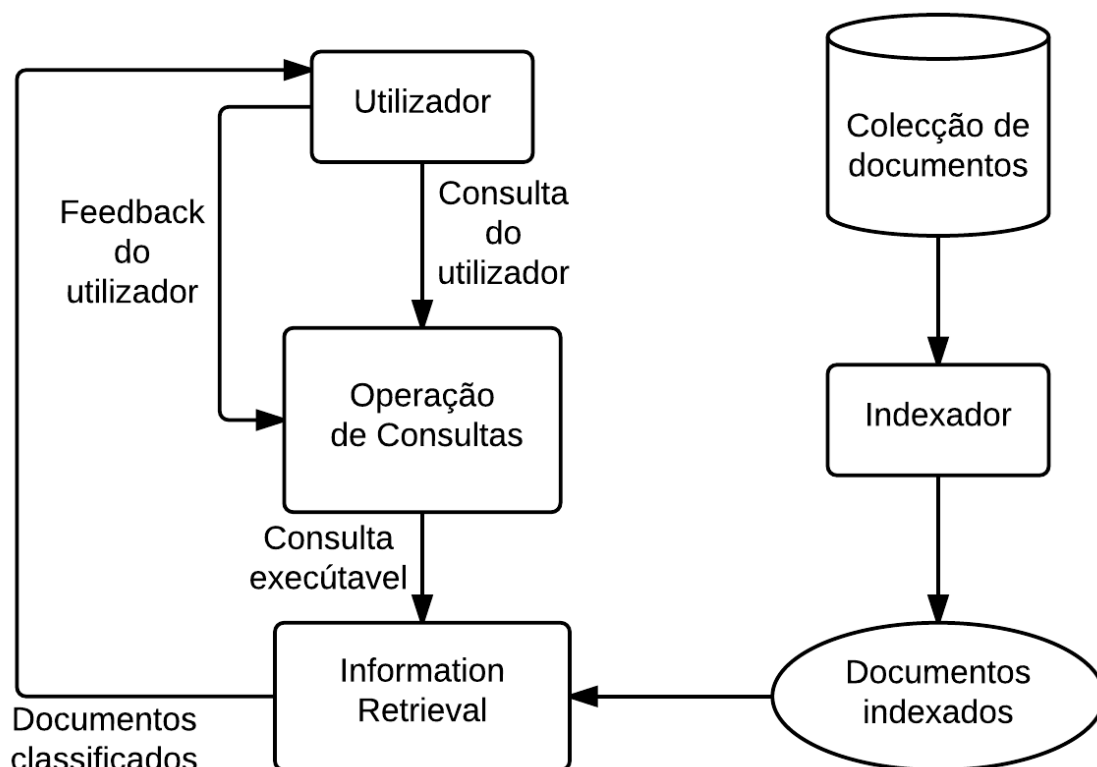 Utilizador
Colecção de
documentos
Feedback
do
utilizador
Consulta
do
utilizador
Operação
de Consultas
Indexador
Consulta
execútavel
Information
Retrieval
Documentos
indexados
Documentos
classificados